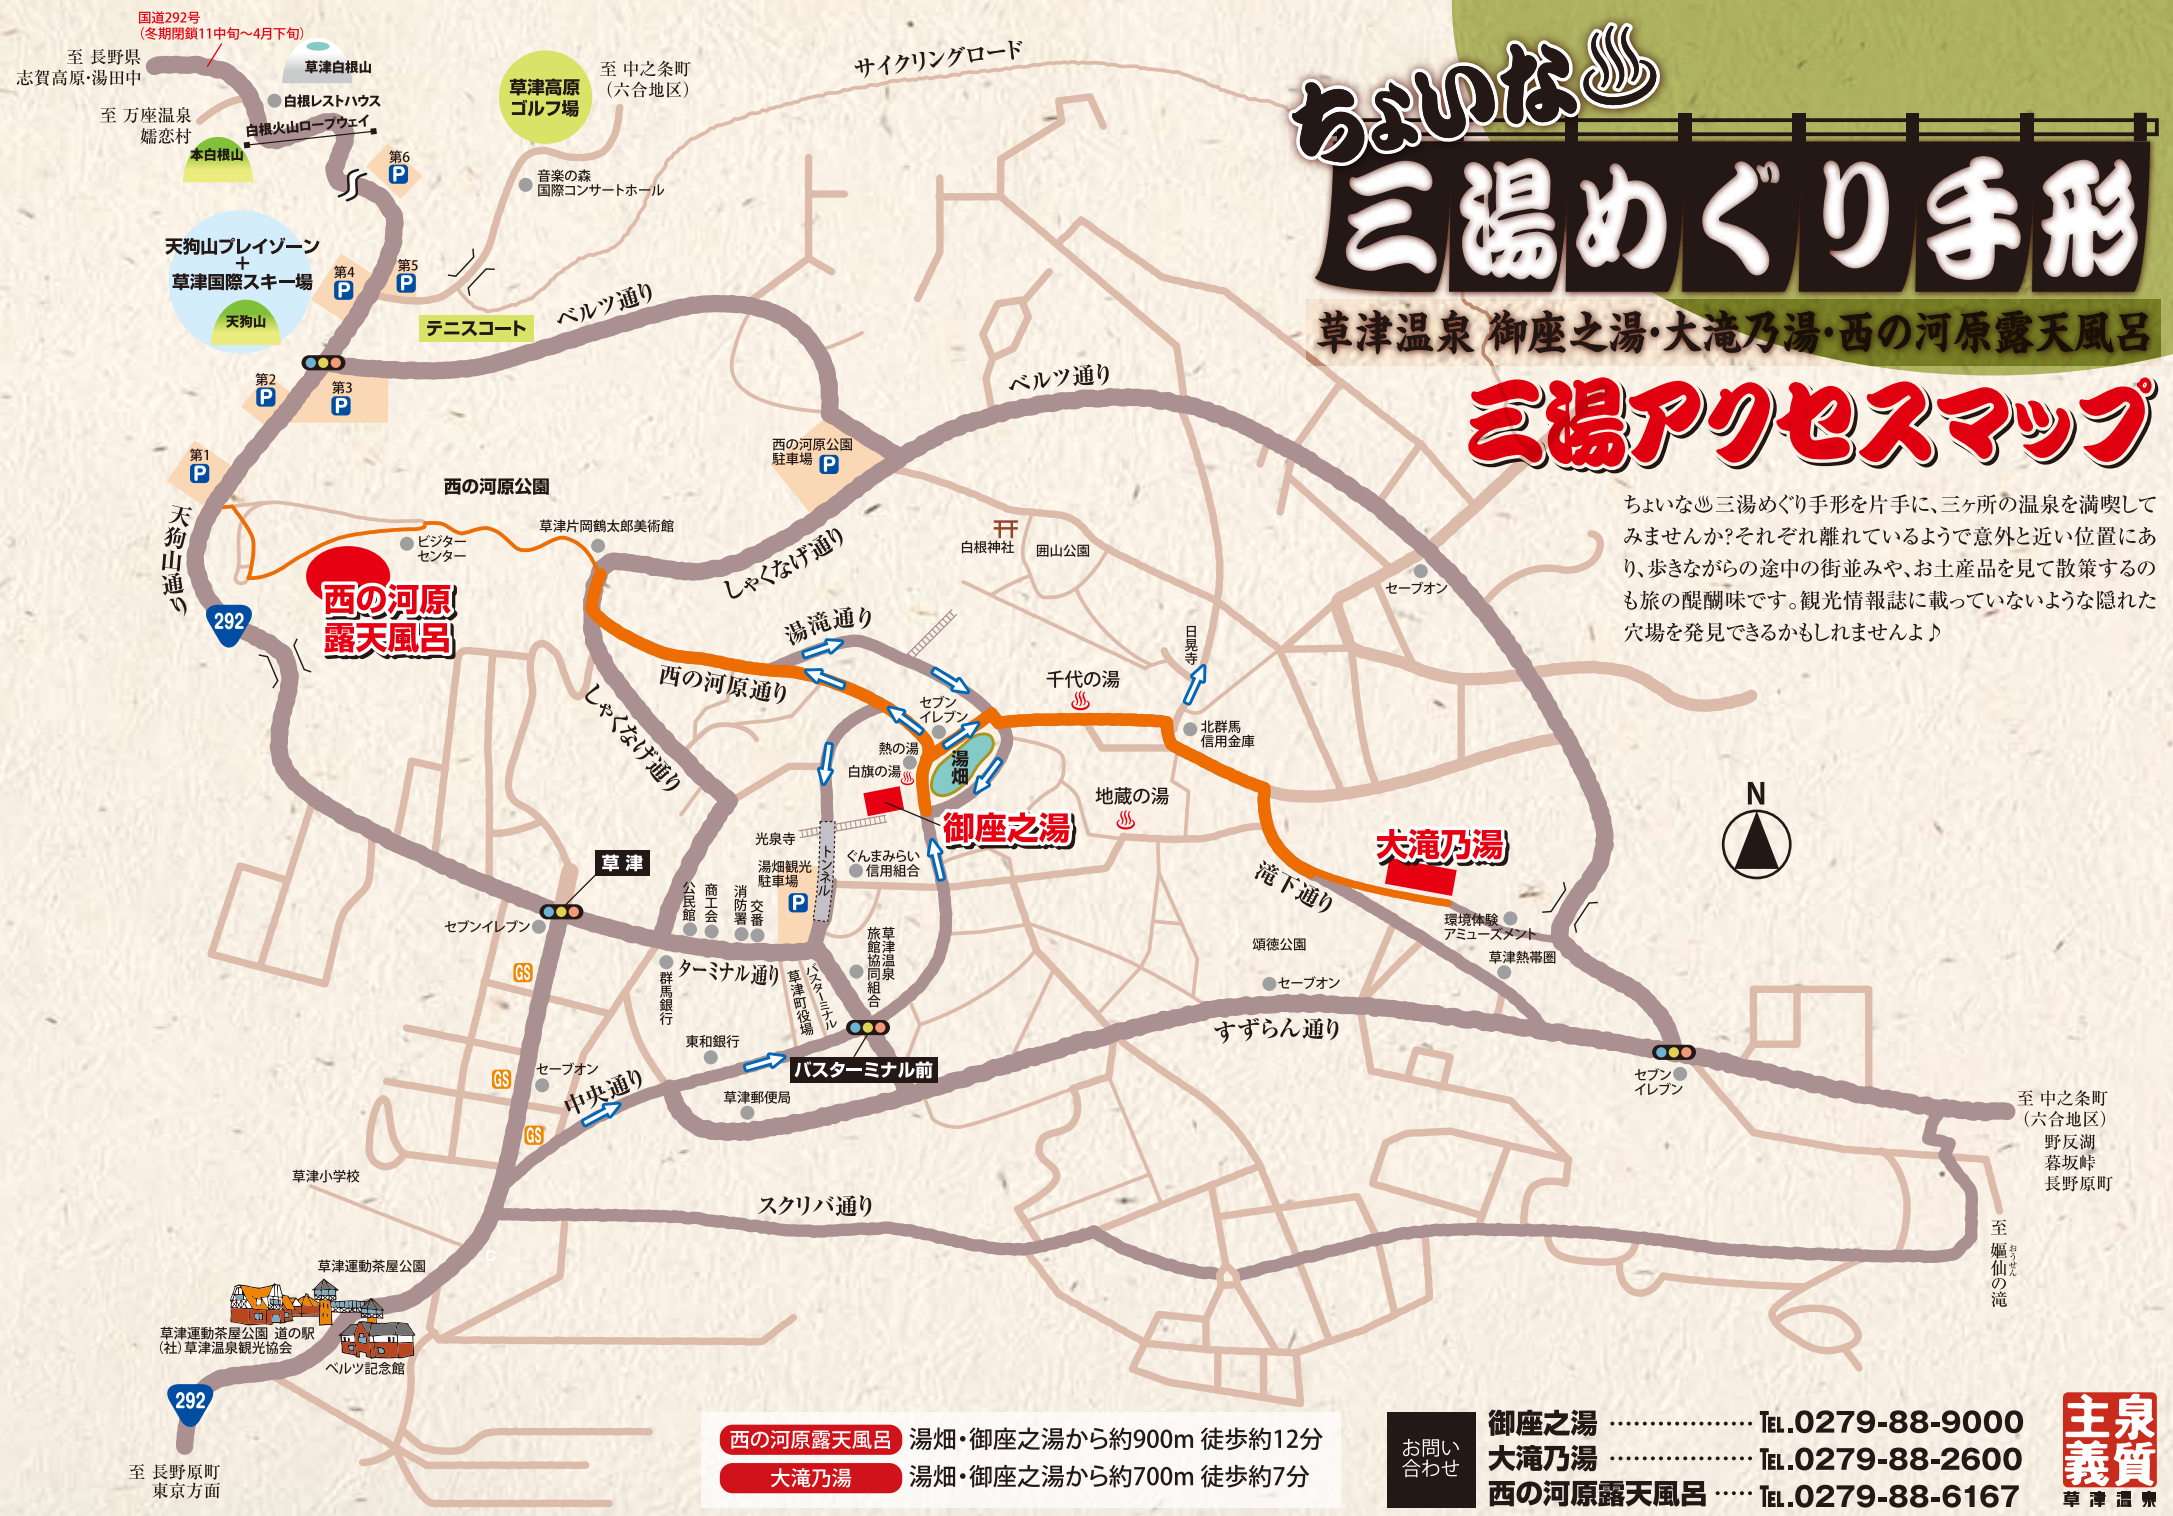 国道292号
(冬期閉鎖11中旬〜4月下旬)
至 長野県
志賀高原・湯田中
草津白根山
白根レストハウス
至 万座温泉
嬬恋村
白根火山ロープウェイ
本白根山
第6
P
草津高原
ゴルフ場
至 中之条町
(六合地区)
音楽の森
国際コンサートホール
サイクリングロード
ちょいな♨
三湯めぐり手形
草津温泉 御座之湯・大滝乃湯・西の河原露天風呂
三湯アクセスマップ
ちょいな♨三湯めぐり手形を片手に、三ヶ所の温泉を満喫して
みませんか?それぞれ離れているようで意外と近い位置にあ
り、歩きながらの途中の街並みや、お土産品を見て散策するの
も旅の醍醐味です。観光情報誌に載っていないような隠れた
穴場を発見できるかもしれませんよ♪
天狗山プレイゾーン
+
草津国際スキー場
天狗山
第4
P
第5
P
テニスコート
ベルツ通り
ベルツ通り
第2
P
第3
P
第1
P
西の河原公園
駐車場
P
西の河原公園
天狗山通り
草津片岡鶴太郎美術館
ビジター
センター
西の河原
露天風呂
292
しゃくなげ通り
白根神社
囲山公園
セーブオン
湯滝通り
西の河原通り
しゃくなげ通り
日晃寺
千代の湯
セブン
イレブン
北群馬
信用金庫
熱の湯
白旗の湯
湯畑
御座之湯
地蔵の湯
N
大滝乃湯
滝下通り
光泉寺
湯畑観光
駐車場
P
トンネル
ぐんまみらい
信用組合
草津
公民館
商工会
消防署
交番
セブンイレブン
ターミナル通り
群馬銀行
草津町役場
バスターミナル
草津温泉
旅館協同組合
環境体験
アミューズメント
草津熱帯圏
頌徳公園
セーブオン
すずらん通り
GS
東和銀行
バスターミナル前
GS
セーブオン
中央通り
草津郵便局
GS
セブン
イレブン
至 中之条町
(六合地区)
野反湖
暮坂峠
長野原町
草津小学校
スクリバ通り
至 嫗仙の滝
おうせん
草津運動茶屋公園
草津運動茶屋公園 道の駅
(社)草津温泉観光協会
ベルツ記念館
292
至 長野原町
東京方面
西の河原露天風呂 湯畑・御座之湯から約900m 徒歩約12分
大滝乃湯 湯畑・御座之湯から約700m 徒歩約7分
お問い
合わせ
御座之湯 ‥‥‥‥‥‥ TEL.0279-88-9000
大滝乃湯 ‥‥‥‥‥‥ TEL.0279-88-2600
西の河原露天風呂 ‥‥ TEL.0279-88-6167
泉質
主義
草津温泉